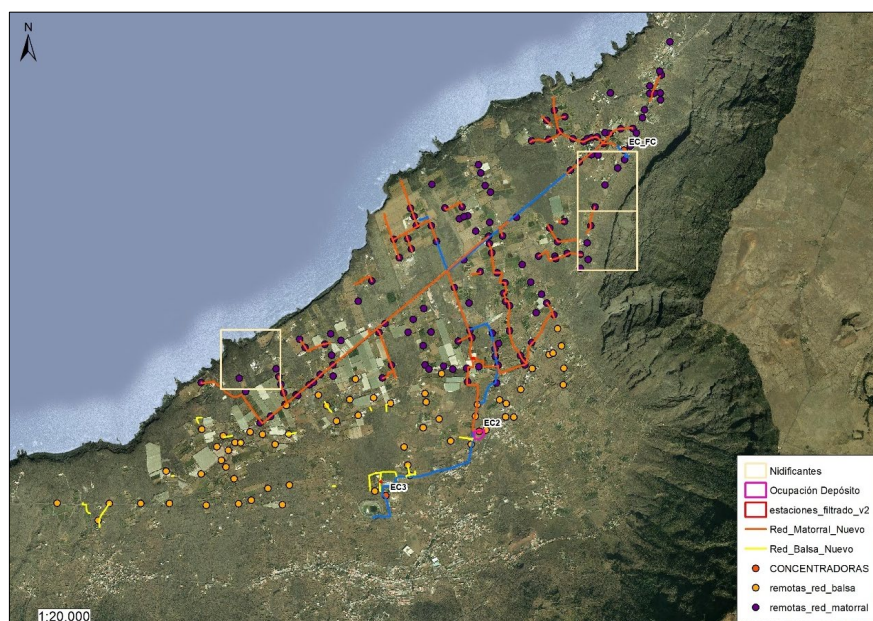 N
EC_FC
EC2
EC3
Nidificantes
Ocupación Depósito
estaciones_filtrado_v2
Red_Matorral_Nuevo
Red_Balsa_Nuevo
CONCENTRADORAS
remotas_red_balsa
remotas_red_matorral
1:20.000